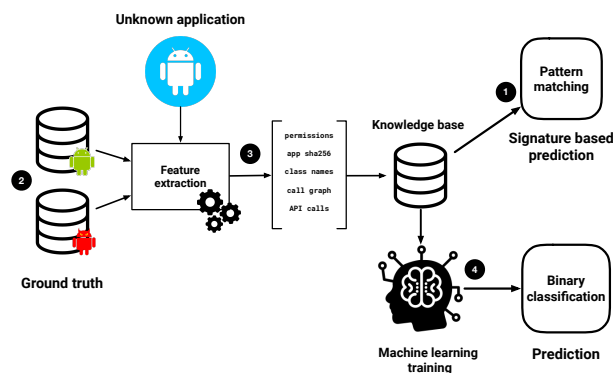 Unknown application
1
Pattern
matching
Signature based
prediction
Knowledge base
2
Feature
extraction
3
permissions
app sha256
class names
call graph
API calls
Ground truth
4
Binary
classification
Machine learning
training
Prediction